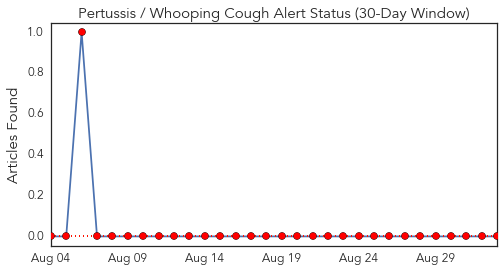 Pertussis / Whooping Cough Alert Status (30-Day Window)
Articles Found
1.0
0.8
0.6
0.4
0.2
0.0
Aug 04 Aug 09 Aug 14 Aug 19 Aug 24 Aug 29